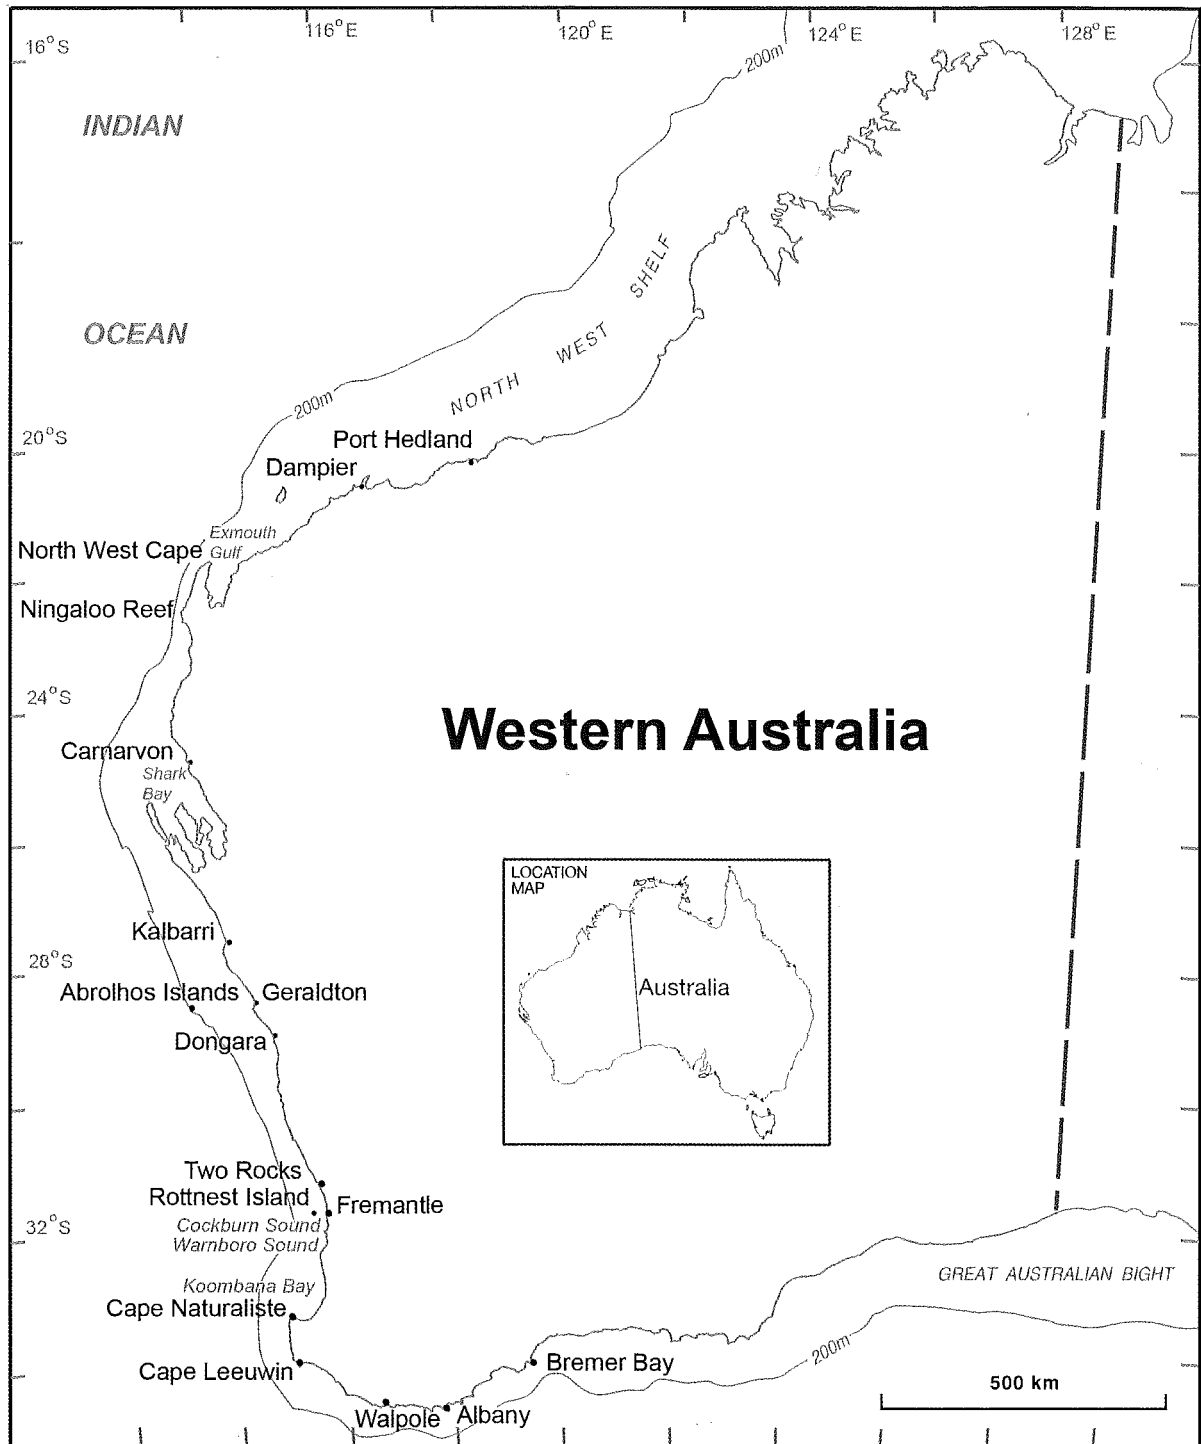 116°E
120°E
124°E
128°E
16°S
200m
INDIAN
OCEAN
NORTH WEST SHELF
200m
20°S
Port Hedland
Dampier
Exmouth
Gulf
North West Cape
Ningaloo Reef
24°S
Western Australia
Carnarvon
Shark
Bay
LOCATION
MAP
Australia
Kalbarri
28°S
Abrolhos Islands
Geraldton
Dongara
Two Rocks
Rottnest Island
Fremantle
32°S
Cockburn Sound
Warnboro Sound
GREAT AUSTRALIAN BIGHT
Koombana Bay
Cape Naturaliste
200m
Cape Leeuwin
Bremer Bay
500 km
Walpole
Albany